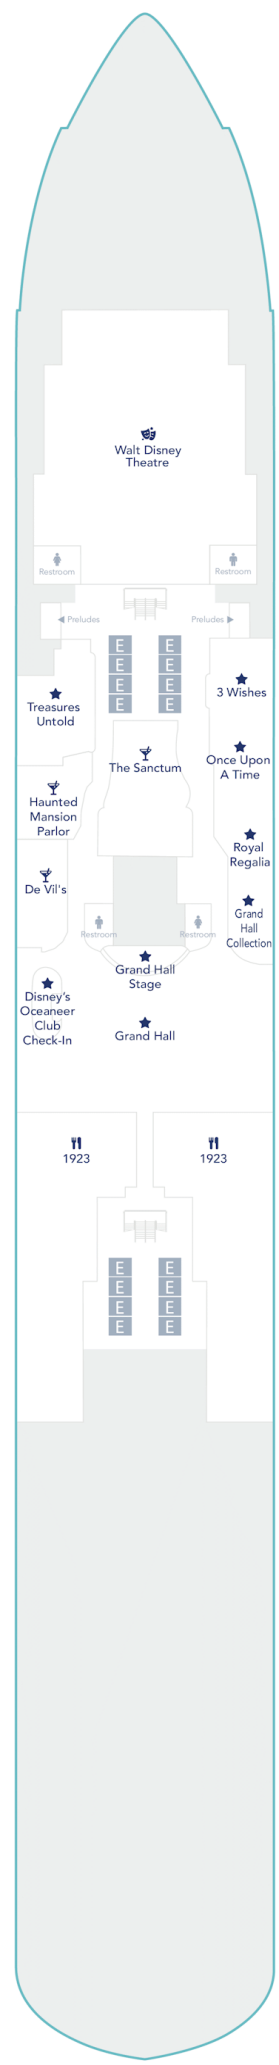 Walt Disney
Theatre
Restroom
Restroom
Preludes
Preludes
E E
E E
E E
E E
Treasures
Untold
3 Wishes
The Sanctum
Once Upon
A Time
Haunted
Mansion
Parlor
Royal
Regalia
De Vil's
Grand
Hall
Collection
Restroom
Restroom
Grand Hall
Stage
Disney's
Oceaneer
Club
Check-In
Grand Hall
1923
1923
E E
E E
E E
E E